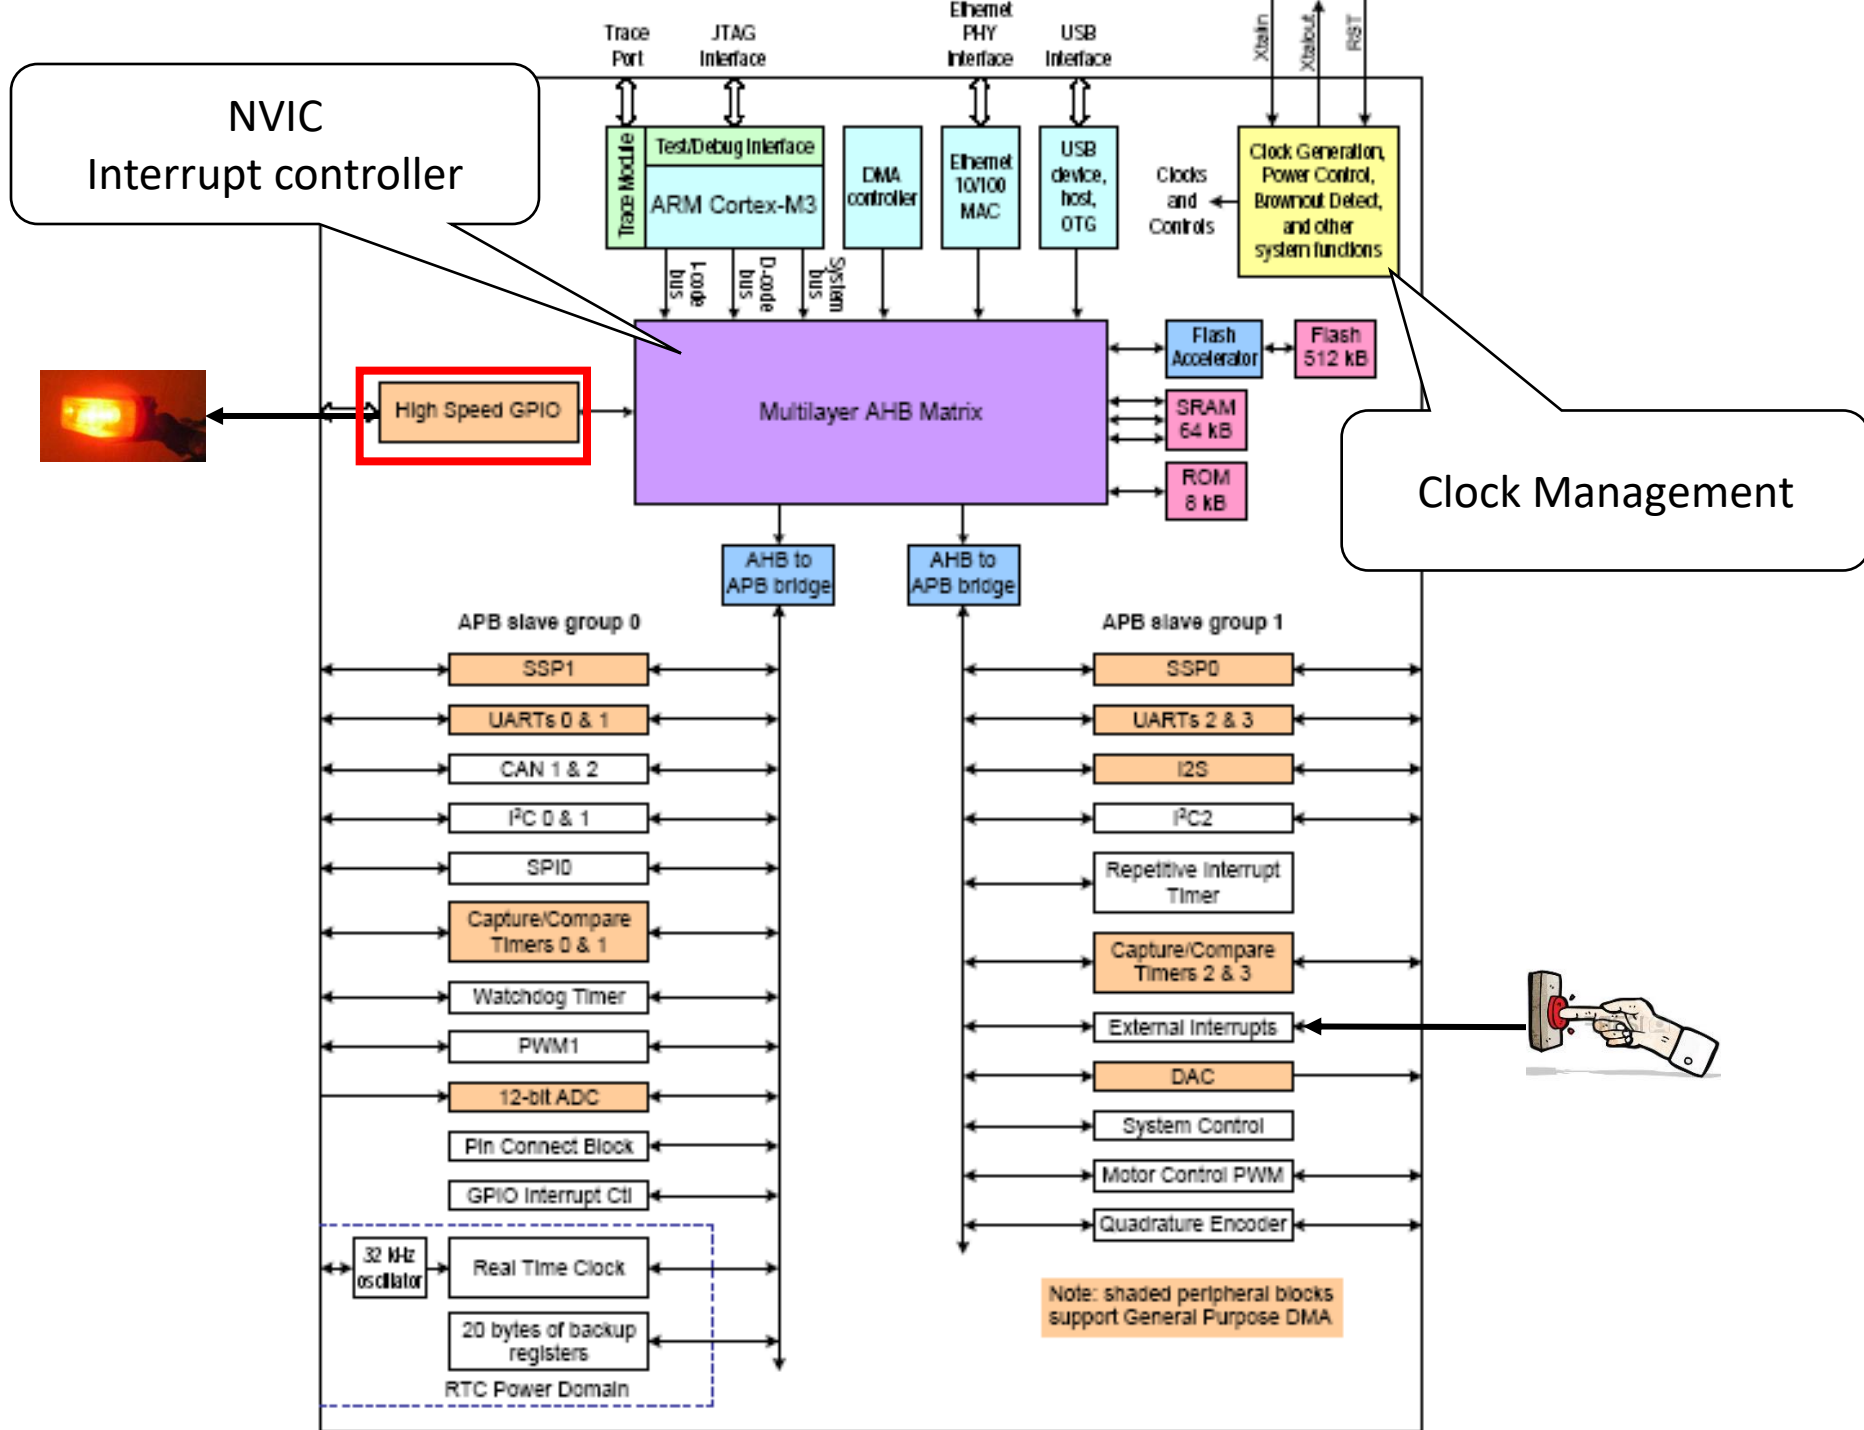 Trace
Port
JTAG
Interface
Ethernet
PHY
Interface
USB
Interface
Xtalin
Xtalout
RST
NVIC
Interrupt controller
Trace Module
Test/Debug Interface
ARM Cortex-M3
DMA
controller
Ethernet
10/100
MAC
USB
device,
host,
OTG
Clocks
and
Controls
Clock Generation,
Power Control,
Brownout Detect,
and other
system functions
I-code
bus
D-code
bus
System
bus
Flash
Accelerator
Flash
512 kB
High Speed GPIO
Multilayer AHB Matrix
SRAM
64 kB
ROM
8 kB
Clock Management
AHB to
APB bridge
AHB to
APB bridge
APB slave group 0
APB slave group 1
SSP1
UARTs 0 & 1
CAN 1 & 2
I²C 0 & 1
SPI0
Capture/Compare
Timers 0 & 1
Watchdog Timer
PWM1
12-bit ADC
Pin Connect Block
GPIO Interrupt Ctl
32 kHz
oscillator
Real Time Clock
20 bytes of backup
registers
RTC Power Domain
SSP0
UARTs 2 & 3
I2S
I²C2
Repetitive Interrupt
Timer
Capture/Compare
Timers 2 & 3
External Interrupts
DAC
System Control
Motor Control PWM
Quadrature Encoder
Note: shaded peripheral blocks
support General Purpose DMA